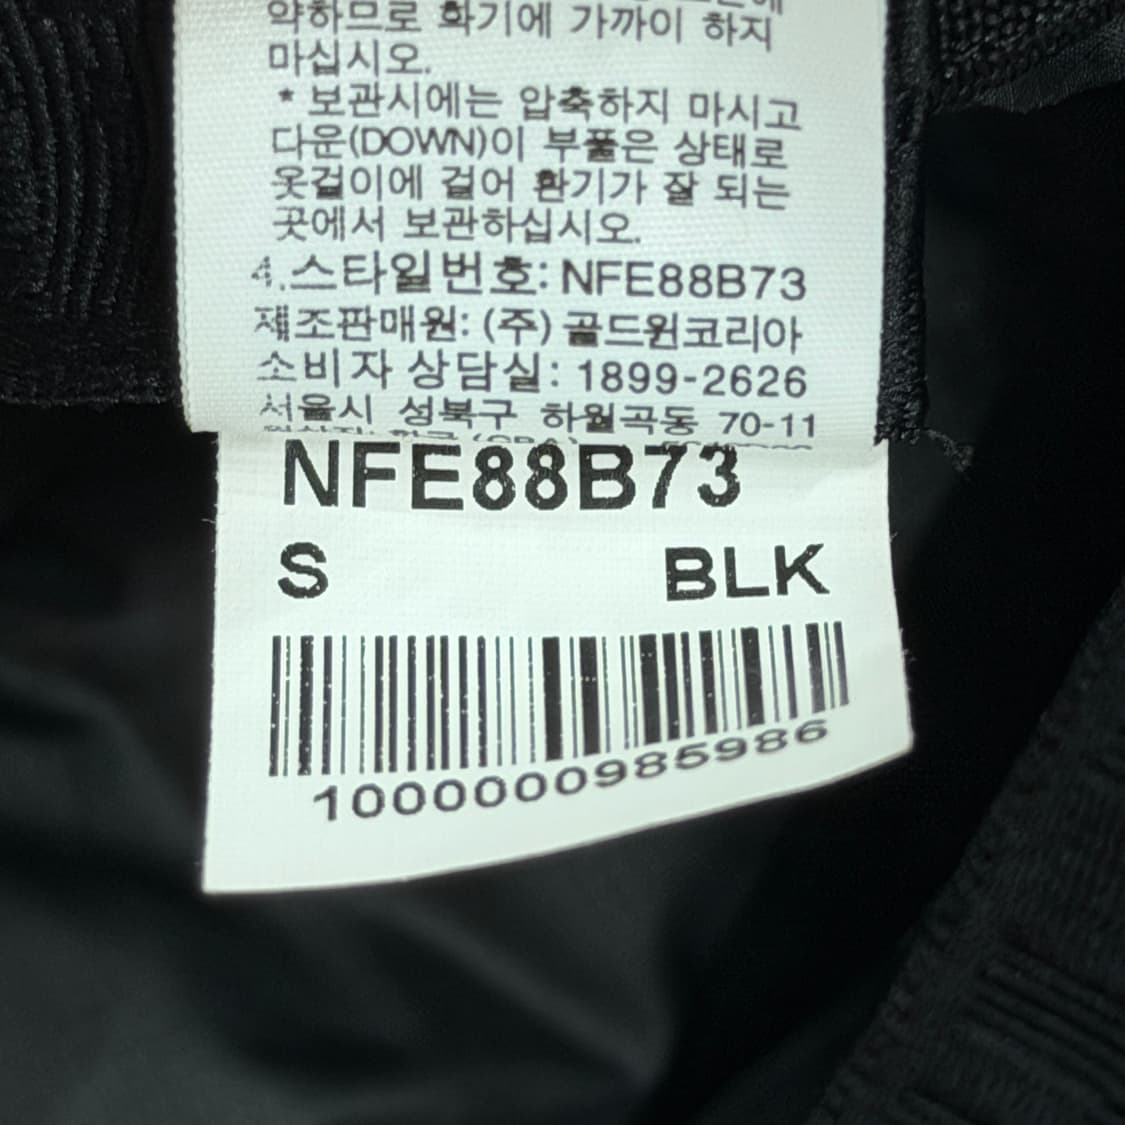 약하므로 화기에 가까이 하지
마십시오.
* 보관시에는 압축하지 마시고
다운(DOWN)이 부풀은 상태로
옷걸이에 걸어 환기가 잘 되는
곳에서 보관하십시오.
4.스타일번호: NFE88B73
제조판매원: (주) 골드윈코리아
소비자 상담실: 1899-2626
서울시 성북구 하월곡동 70-11
NFE88B73
S BLK
1000000985986